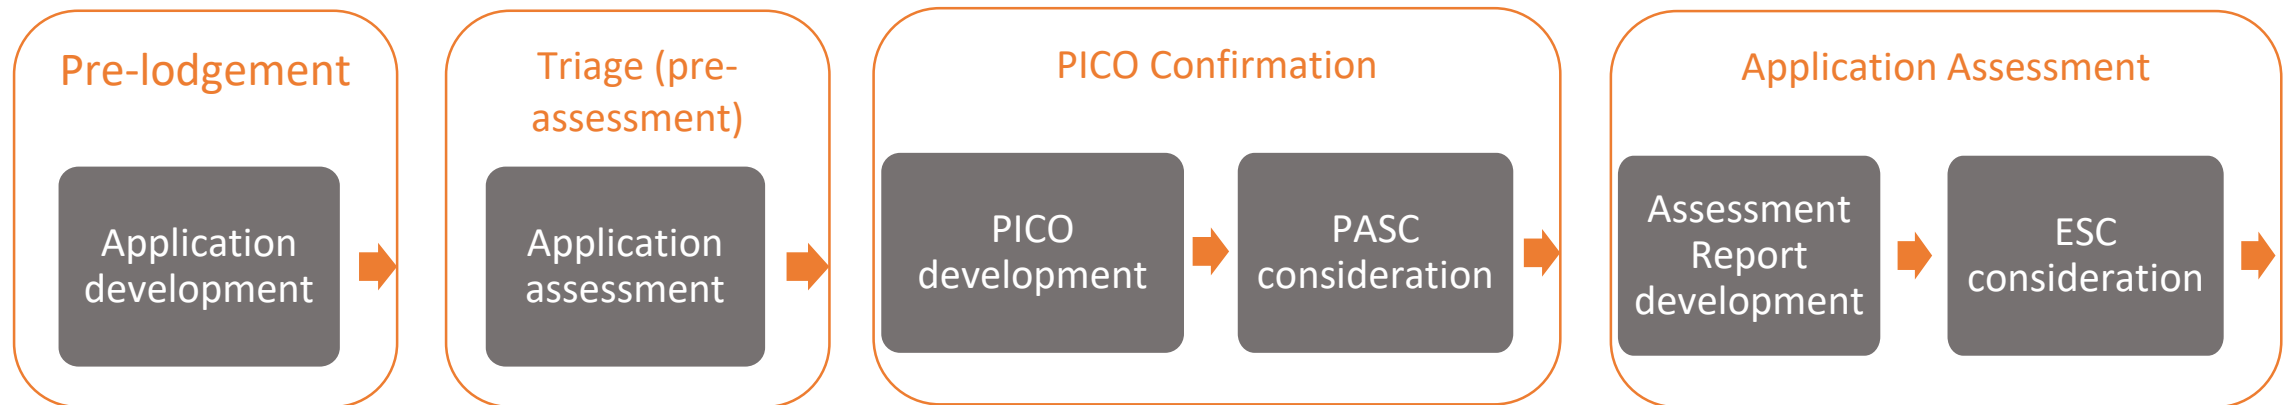 Pre-lodgement
Application
development
Triage (pre-
assessment)
Application
assessment
PICO Confirmation
PICO
development
PASC
consideration
Application Assessment
Assessment
Report
development
ESC
consideration